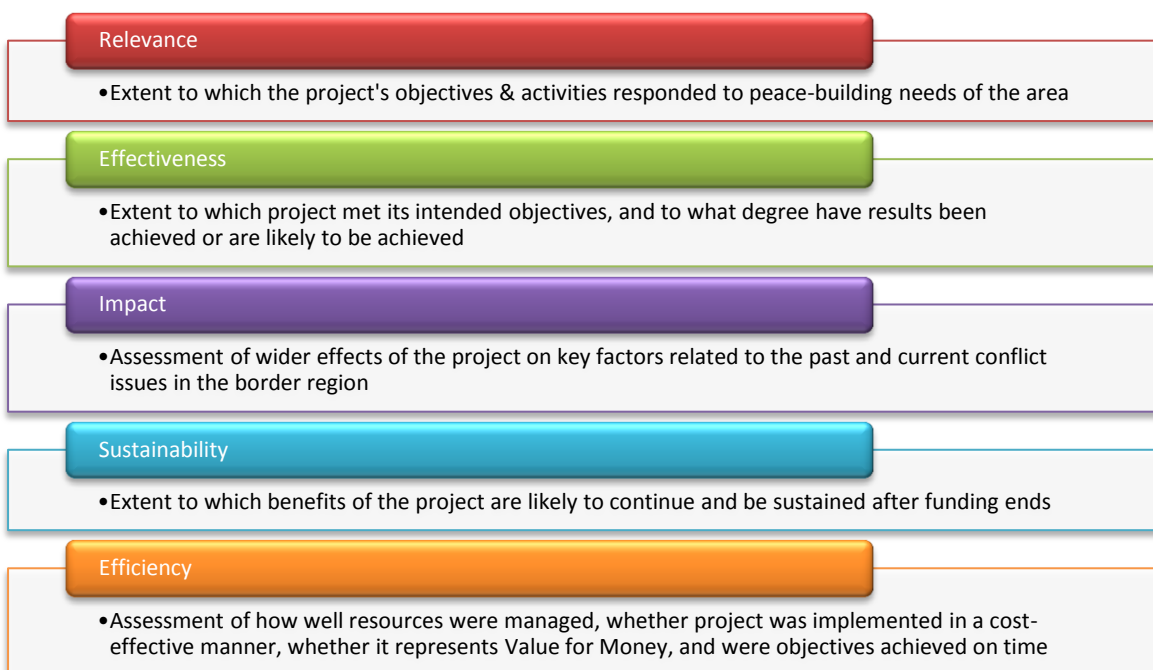 Relevance
•Extent to which the project's objectives & activities responded to peace-building needs of the area
Effectiveness
•Extent to which project met its intended objectives, and to what degree have results been
achieved or are likely to be achieved
Impact
•Assessment of wider effects of the project on key factors related to the past and current conflict
issues in the border region
Sustainability
•Extent to which benefits of the project are likely to continue and be sustained after funding ends
Efficiency
•Assessment of how well resources were managed, whether project was implemented in a cost-
effective manner, whether it represents Value for Money, and were objectives achieved on time